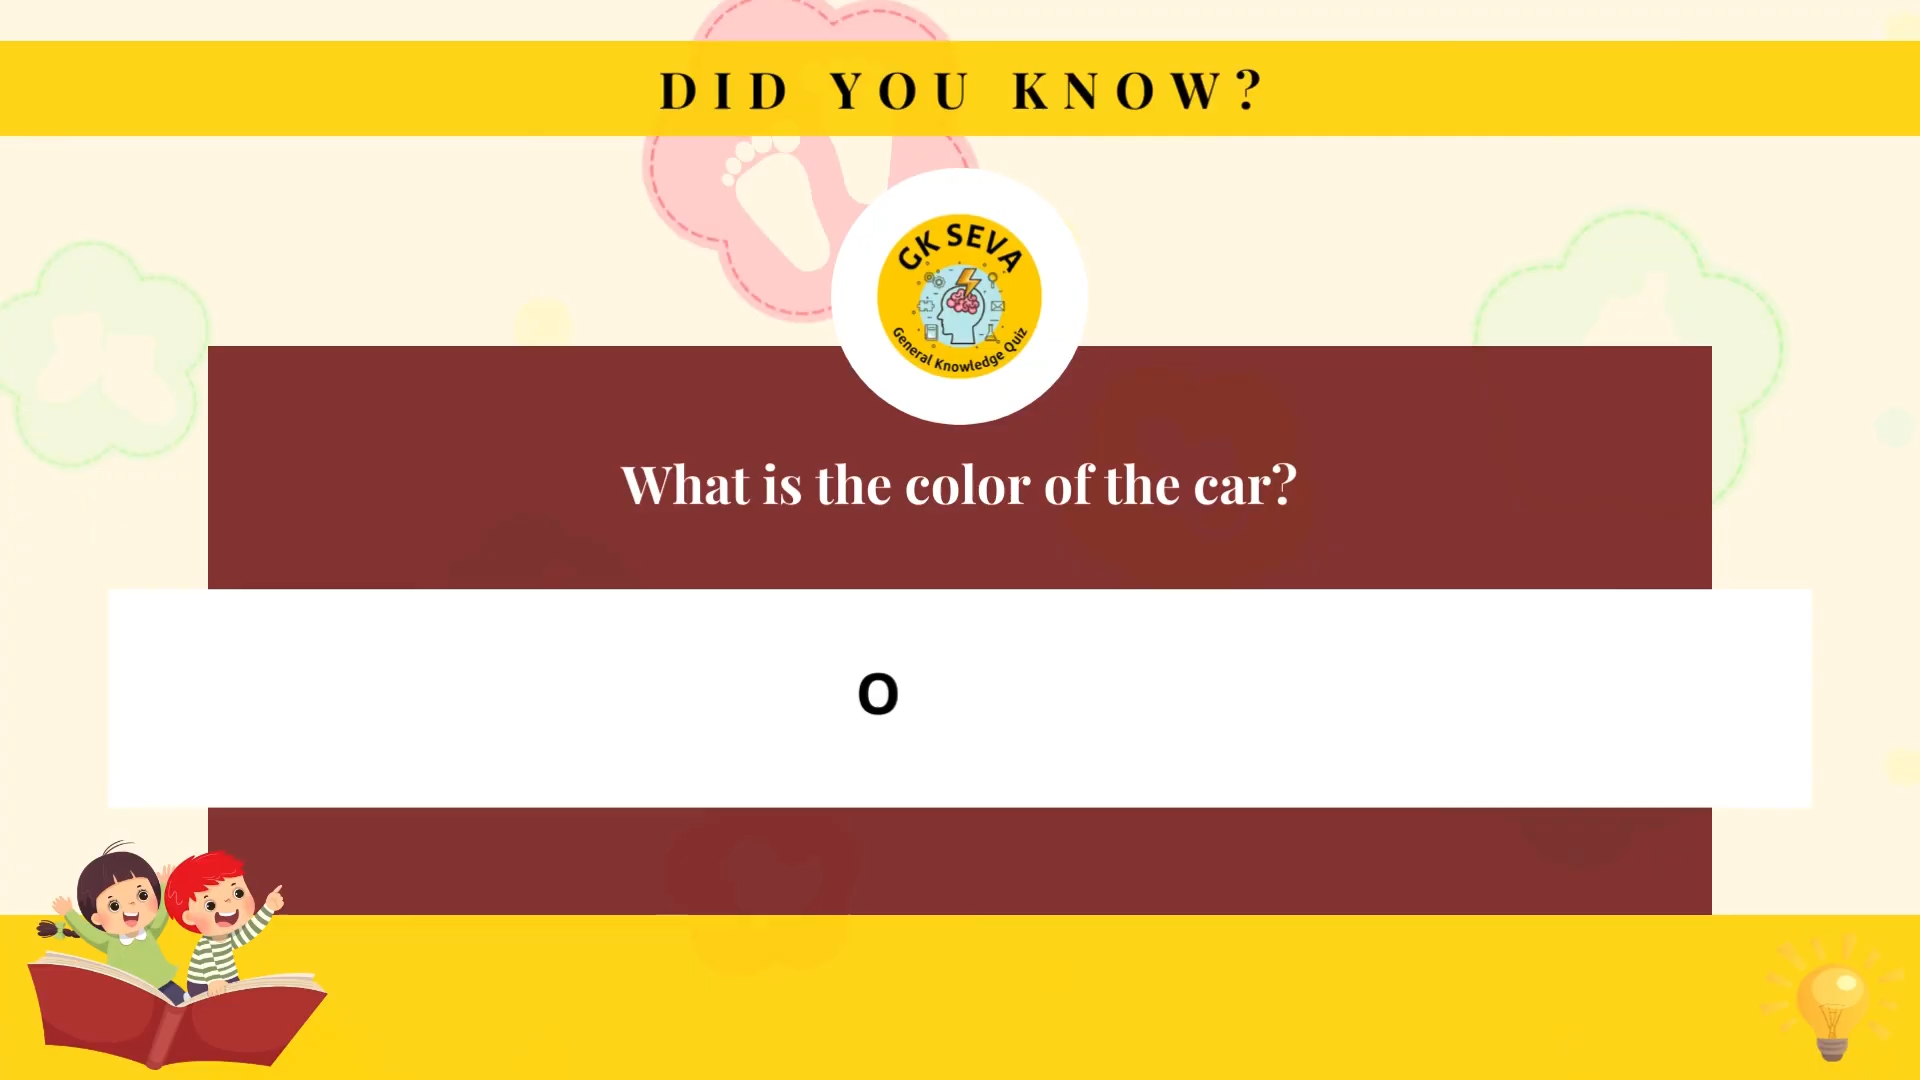 DID YOU KNOW?
GK SEVA
General Knowledge Quiz
What is the color of the car?
O